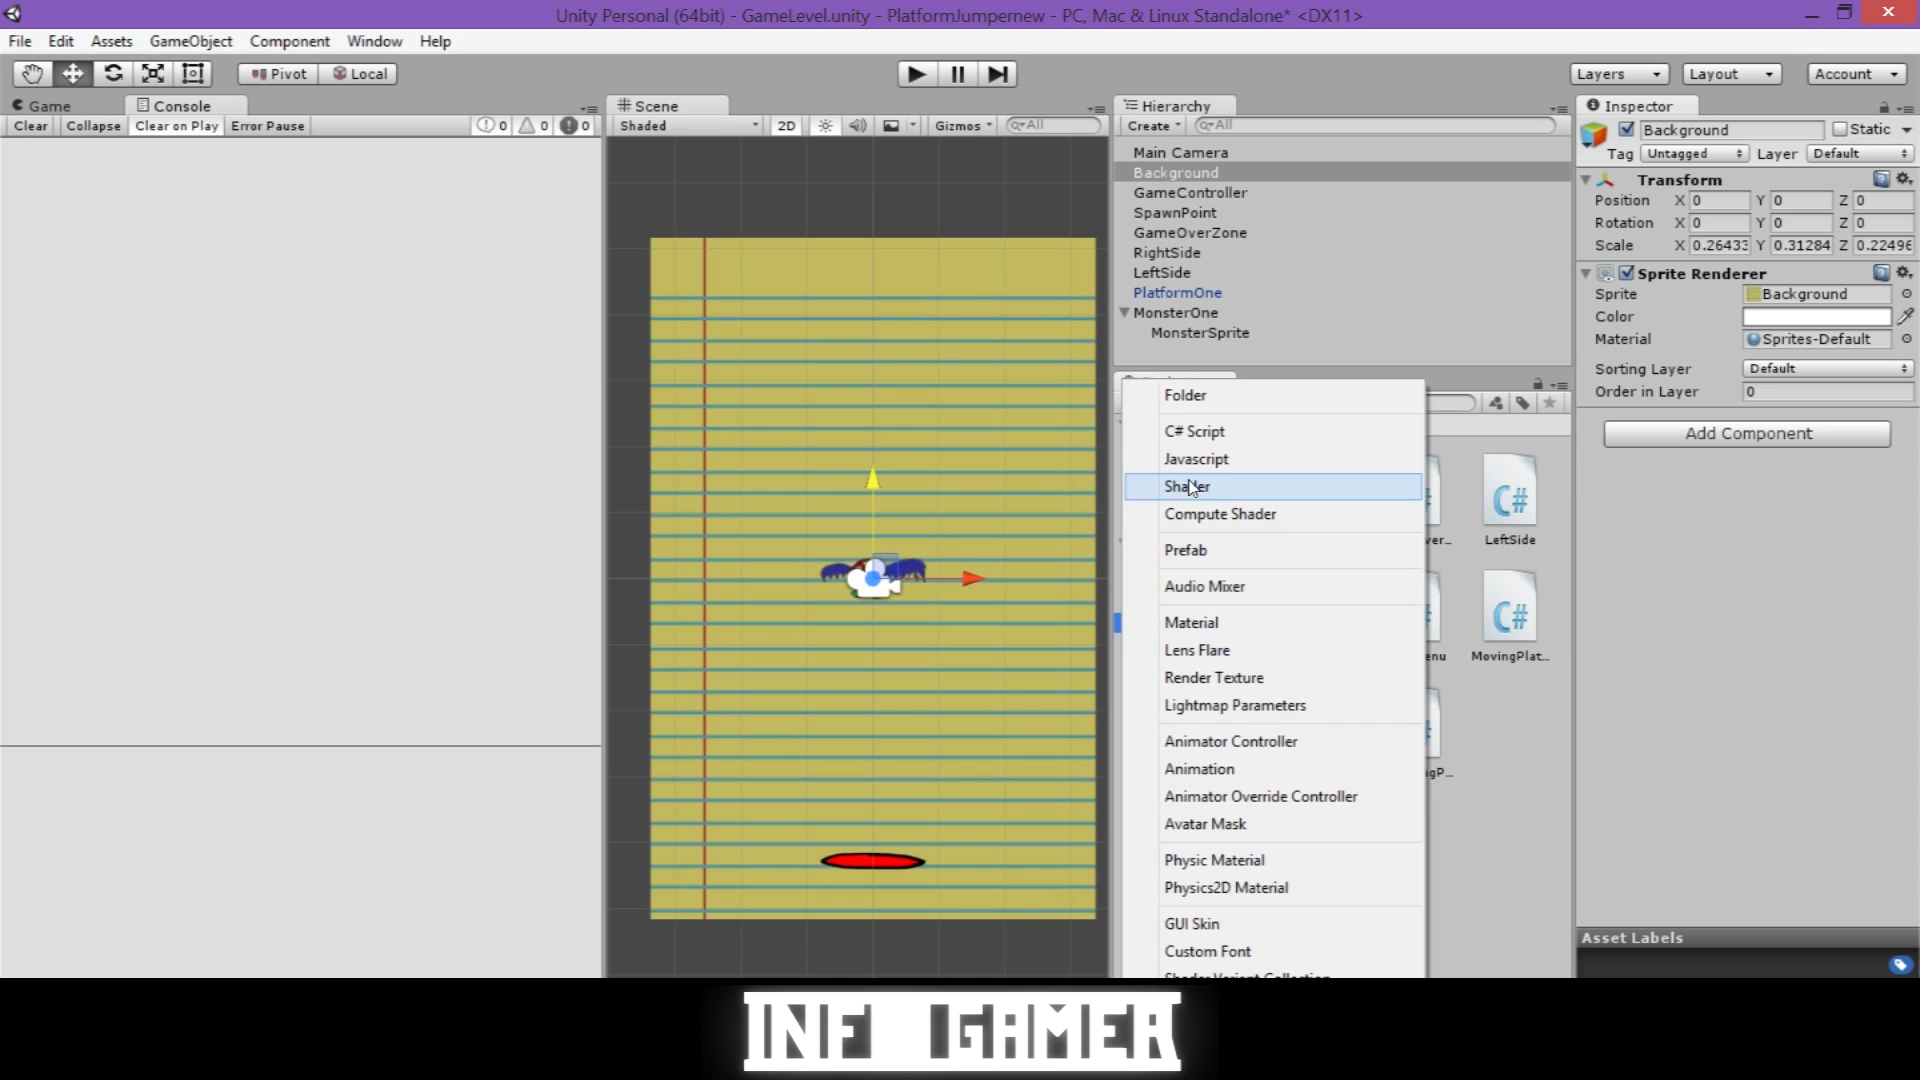 Unity Personal (64bit) - GameLevel.unity - PlatformJumpernew - PC, Mac & Linux Standalone* <DX11>
File Edit Assets GameObject Component Window Help
Pivot Local Layers Layout Account
Game Console Scene Hierarchy Inspector
Clear Collapse Clear on Play Error Pause 0 0 0 Shaded 2D Gizmos All Create All
Main Camera
Background
GameController
SpawnPoint
GameOverZone
RightSide
LeftSide
PlatformOne
MonsterOne
MonsterSprite
Background Static
Tag Untagged Layer Default
Transform
Position X 0 Y 0 Z 0
Rotation X 0 Y 0 Z 0
Scale X 0.26433 Y 0.31284 Z 0.22496
Sprite Renderer
Sprite Background
Color
Material Sprites-Default
Sorting Layer Default
Order in Layer 0
Add Component
Folder
C# Script
Javascript
Shader
Compute Shader
Prefab
Audio Mixer
Material
Lens Flare
Render Texture
Lightmap Parameters
Animator Controller
Animation
Animator Override Controller
Avatar Mask
Physic Material
Physics2D Material
GUI Skin
Custom Font
Shader Variant Collection
C#
ver... LeftSide
C#
enu MovingPlat...
gP...
Asset Labels
INF GAMER